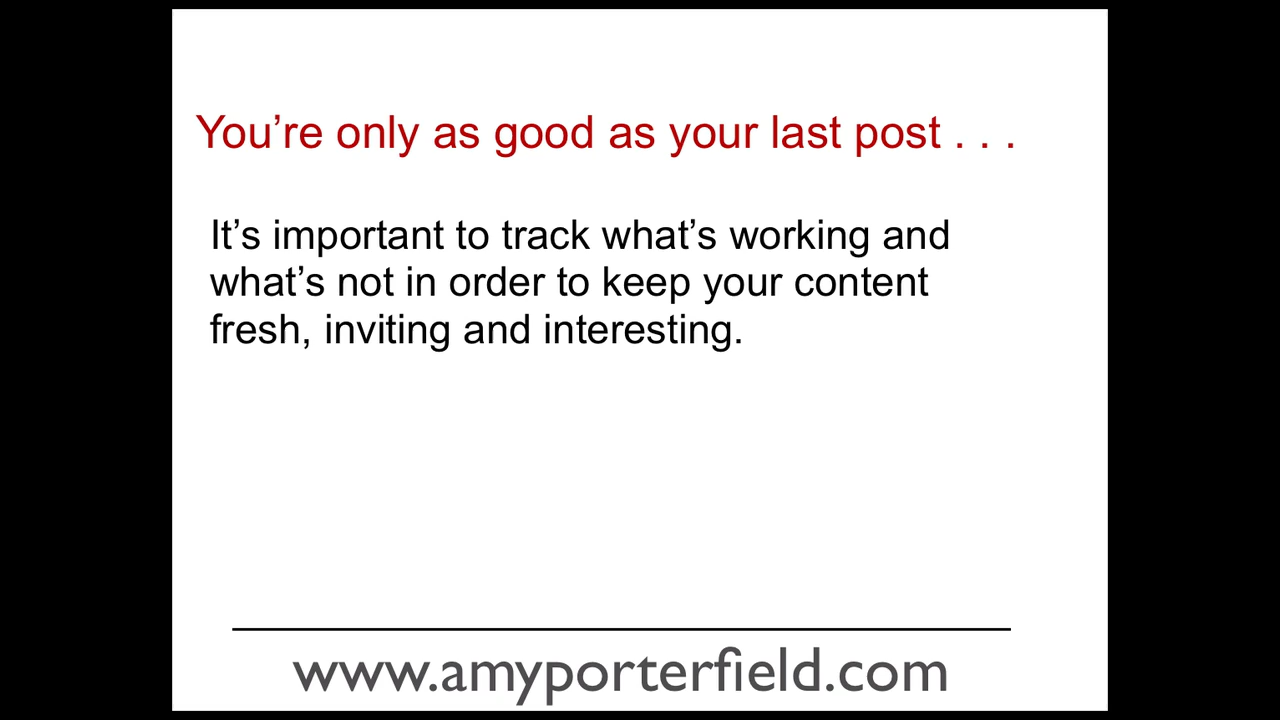 You’re only as good as your last post . . .
It’s important to track what’s working and
what’s not in order to keep your content
fresh, inviting and interesting.
www.amyporterfield.com